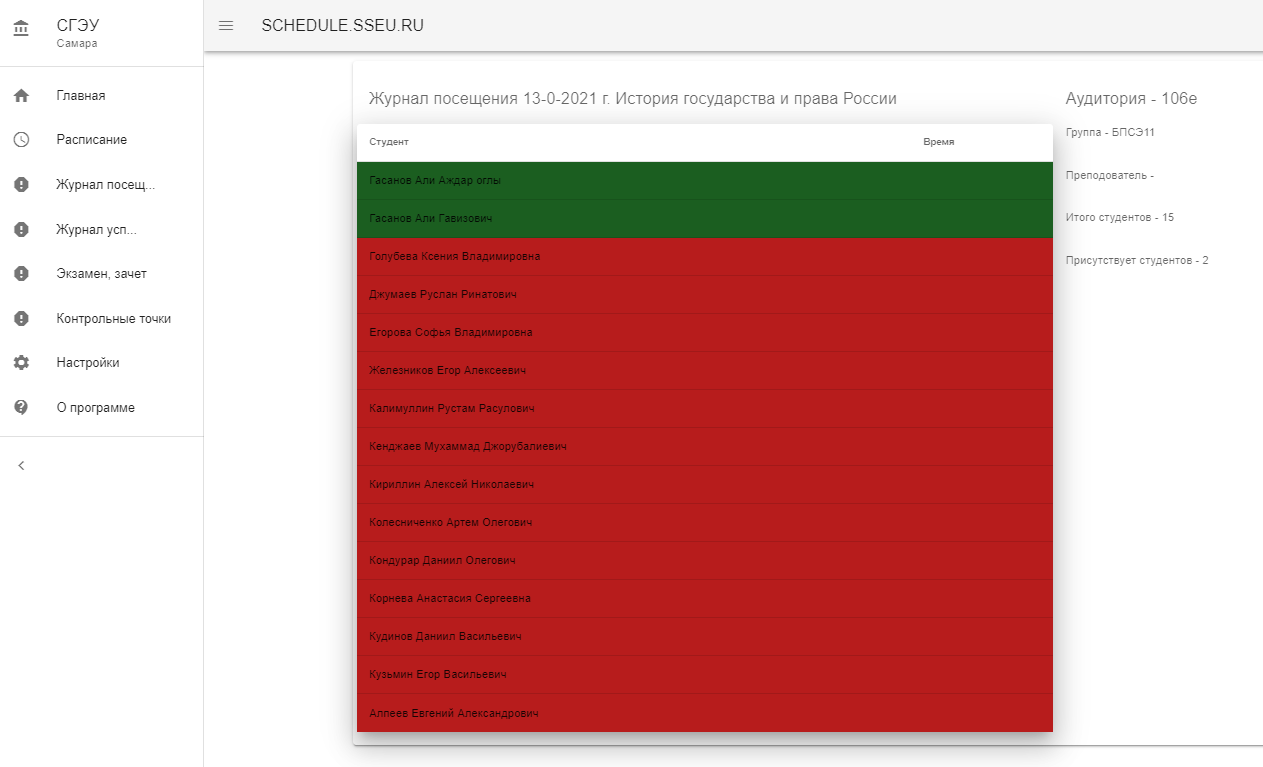 СГЭУ
Самара
Главная
Расписание
Журнал посещ...
Журнал усп...
Экзамен, зачет
Контрольные точки
Настройки
О программе
SCHEDULE.SSEU.RU
Журнал посещения 13-0-2021 г. История государства и права России
Студент Время
Гасанов Али Аждар оглы
Гасанов Али Гавизович
Голубева Ксения Владимировна
Джумаев Руслан Ринатович
Егорова Софья Владимировна
Железников Егор Алексеевич
Калимуллин Рустам Расулович
Кенджаев Мухаммад Джорубалиевич
Кириллин Алексей Николаевич
Колесниченко Артем Олегович
Кондурар Даниил Олегович
Корнева Анастасия Сергеевна
Кудинов Даниил Васильевич
Кузьмин Егор Васильевич
Алпеев Евгений Александрович
Аудитория - 106е
Группа - БПСЭ11
Преподователь -
Итого студентов - 15
Присутствует студентов - 2